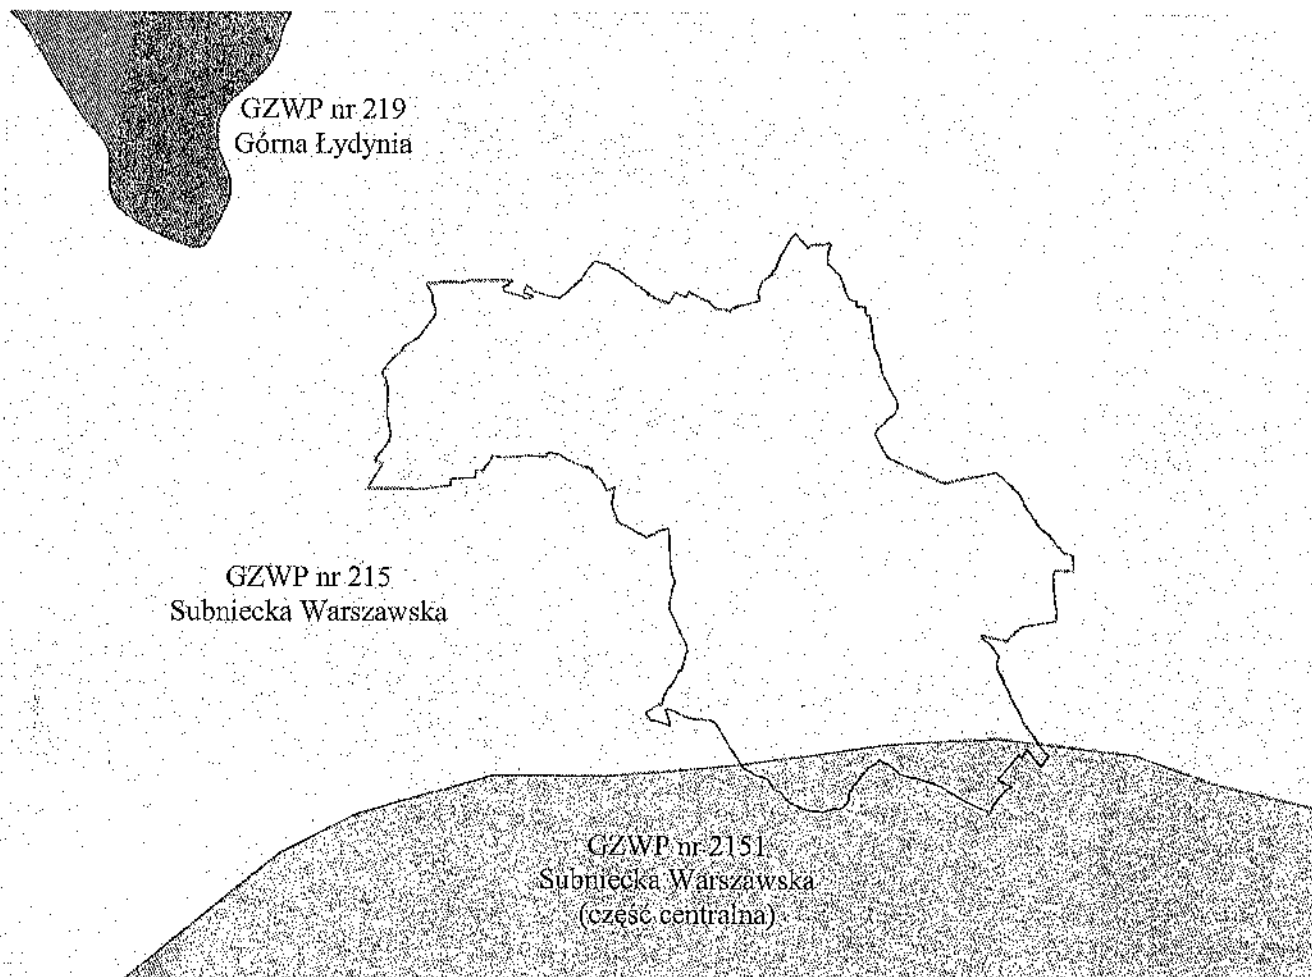 GZWP nr 219
Górna Łydynia
GZWP nr 215
Subniecka Warszawska
GZWP nr 2151
Subniecka Warszawska
(część centralna)